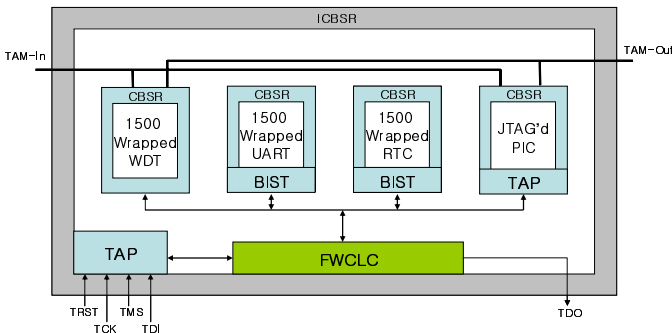 ICBSR
TAM-In
TAM-Out
CBSR
1500
Wrapped
WDT
CBSR
1500
Wrapped
UART
BIST
CBSR
1500
Wrapped
RTC
BIST
CBSR
JTAG'd
PIC
TAP
TAP
FWCLC
TRST
TCK
TMS
TDI
TDO